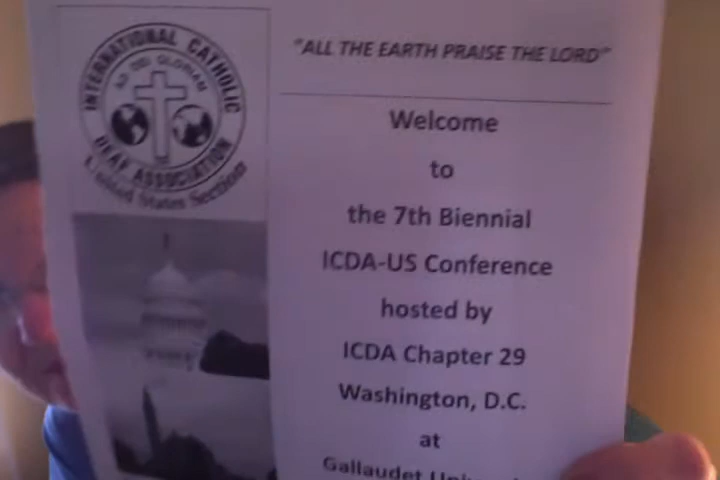 INTERNATIONAL CATHOLIC
AD DEI GLORIAM
DEAF ASSOCIATION
United States Section
"ALL THE EARTH PRAISE THE LORD"
Welcome
to
the 7th Biennial
ICDA-US Conference
hosted by
ICDA Chapter 29
Washington, D.C.
at
Gallaudet